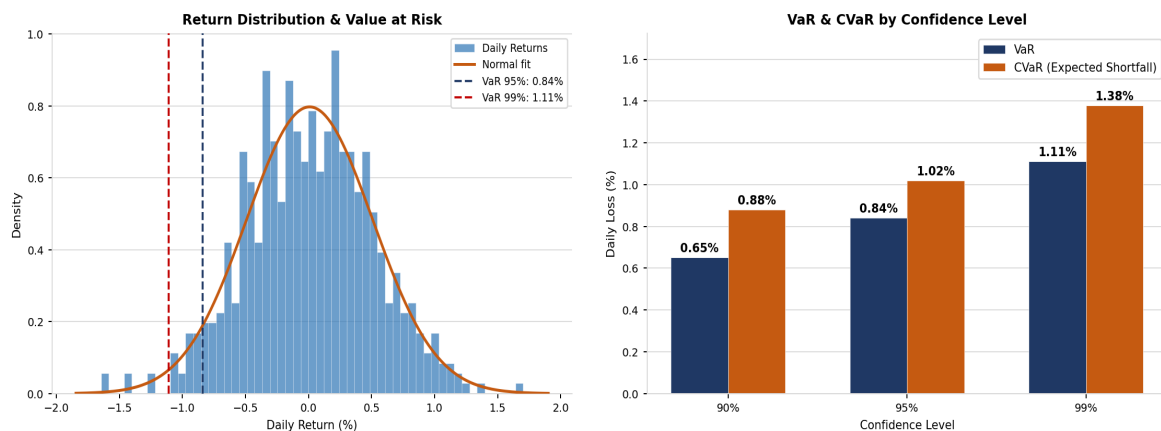 Return Distribution & Value at Risk
Density
1.0
0.8
0.6
0.4
0.2
0.0
Daily Returns
Normal fit
VaR 95%: 0.84%
VaR 99%: 1.11%
−2.0 −1.5 −1.0 −0.5 0.0 0.5 1.0 1.5 2.0
Daily Return (%)
VaR & CVaR by Confidence Level
Daily Loss (%)
1.6
1.4
1.2
1.0
0.8
0.6
0.4
0.2
0.0
VaR
CVaR (Expected Shortfall)
0.65% 0.88% 0.84% 1.02% 1.11% 1.38%
90% 95% 99%
Confidence Level